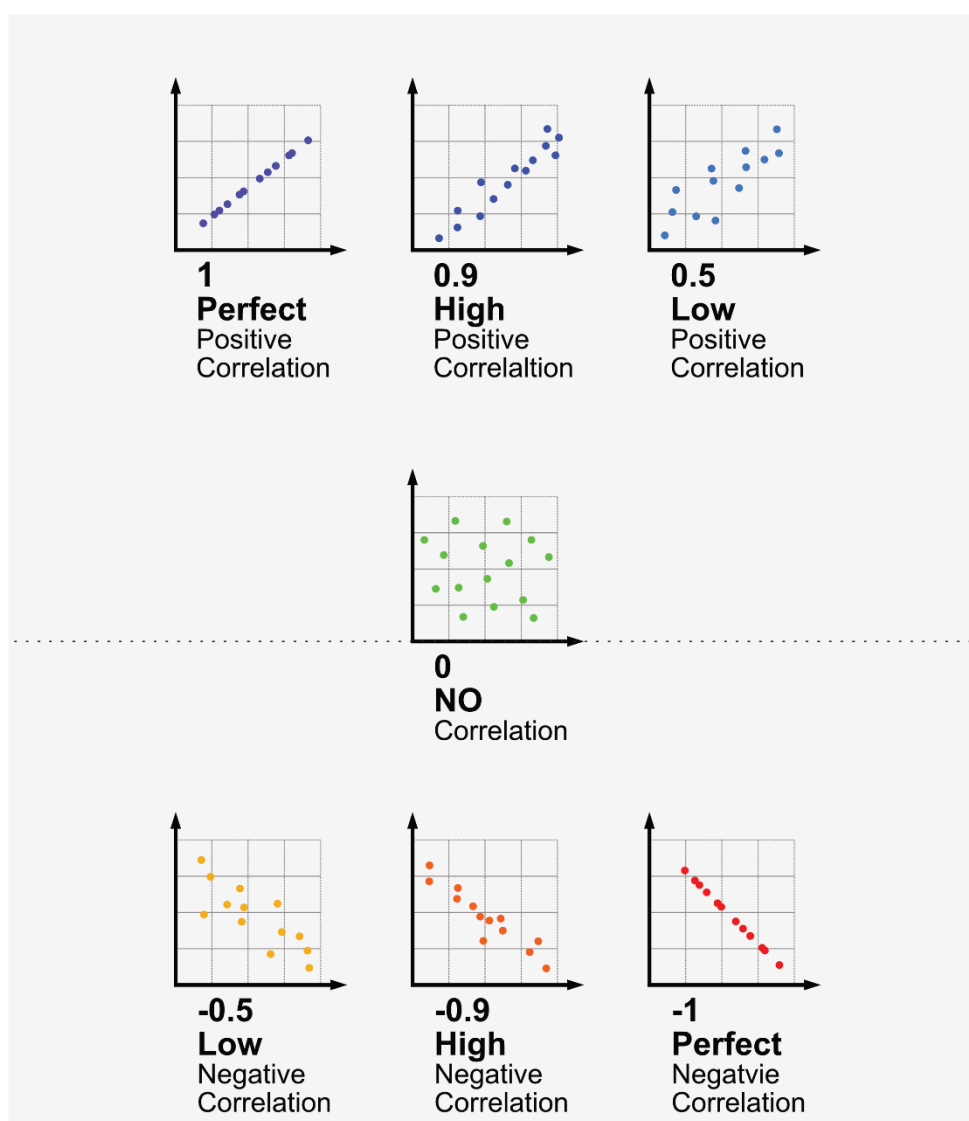 1
Perfect
Positive
Correlation
0.9
High
Positive
Correlaltion
0.5
Low
Positive
Correlation
0
NO
Correlation
-0.5
Low
Negative
Correlation
-0.9
High
Negative
Correlation
-1
Perfect
Negatvie
Correlation